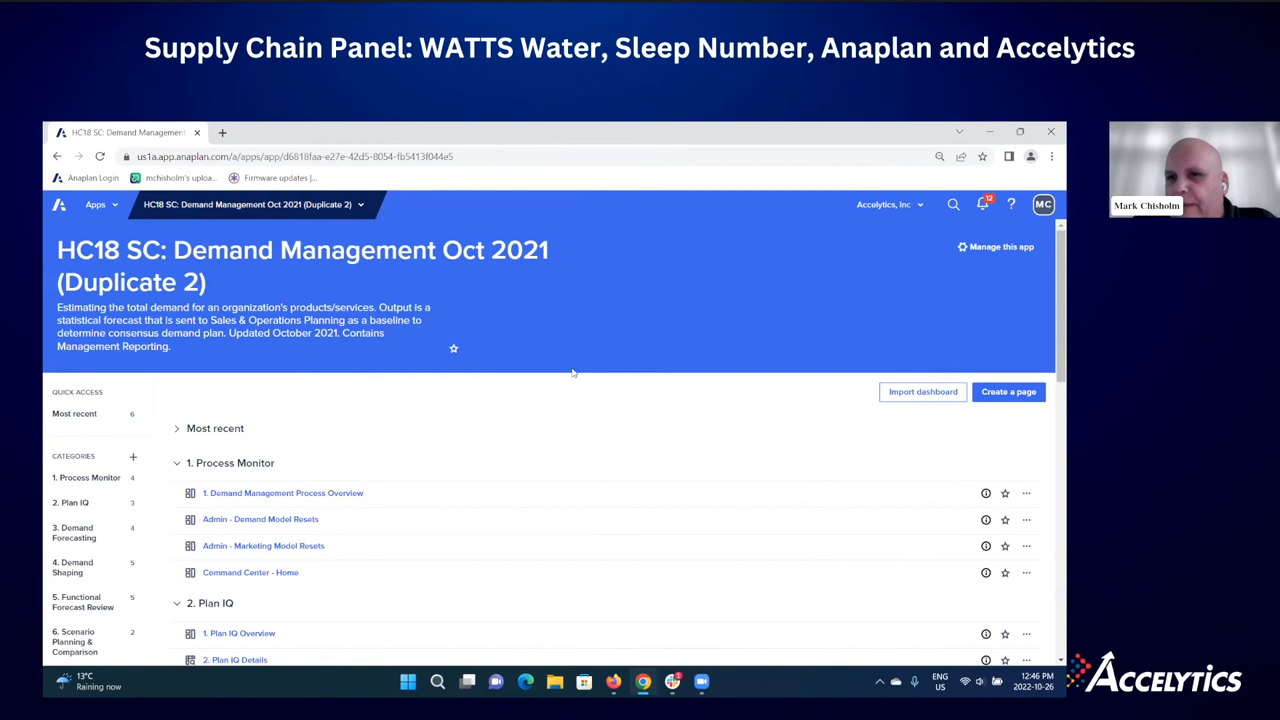 Supply Chain Panel: WATTS Water, Sleep Number, Anaplan and Accelytics
HC18 SC: Demand Management
us1a.app.anaplan.com/a/apps/app/d6818faa-e27e-42d5-8054-fb5413f044e5
Anaplan Login mchisholm's uploa... Firmware updates |...
Apps HC18 SC: Demand Management Oct 2021 (Duplicate 2) Accelytics, Inc 12 ? MC
HC18 SC: Demand Management Oct 2021
(Duplicate 2)
Manage this app
Estimating the total demand for an organization's products/services. Output is a
statistical forecast that is sent to Sales & Operations Planning as a baseline to
determine consensus demand plan. Updated October 2021. Contains
Management Reporting.
Mark Chisholm
QUICK ACCESS
Most recent 6
Import dashboard Create a page
Most recent
CATEGORIES +
1. Process Monitor 4
2. Plan IQ 3
3. Demand
Forecasting 4
4. Demand
Shaping 5
5. Functional
Forecast Review 5
6. Scenario
Planning &
Comparison 2
1. Process Monitor
1. Demand Management Process Overview
Admin - Demand Model Resets
Admin - Marketing Model Resets
Command Center - Home
2. Plan IQ
1. Plan IQ Overview
2. Plan IQ Details
13°C
Raining now
1
ENG
US
12:46 PM
2022-10-26
ACCELYTICS